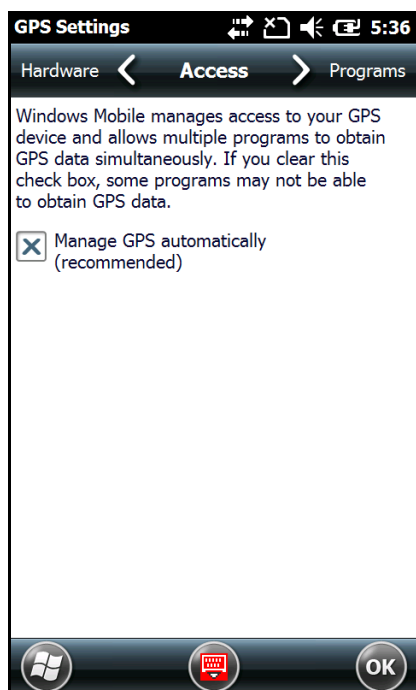 GPS Settings 5:36
Hardware Access Programs
Windows Mobile manages access to your GPS
device and allows multiple programs to obtain
GPS data simultaneously. If you clear this
check box, some programs may not be able
to obtain GPS data.
Manage GPS automatically
(recommended)
OK